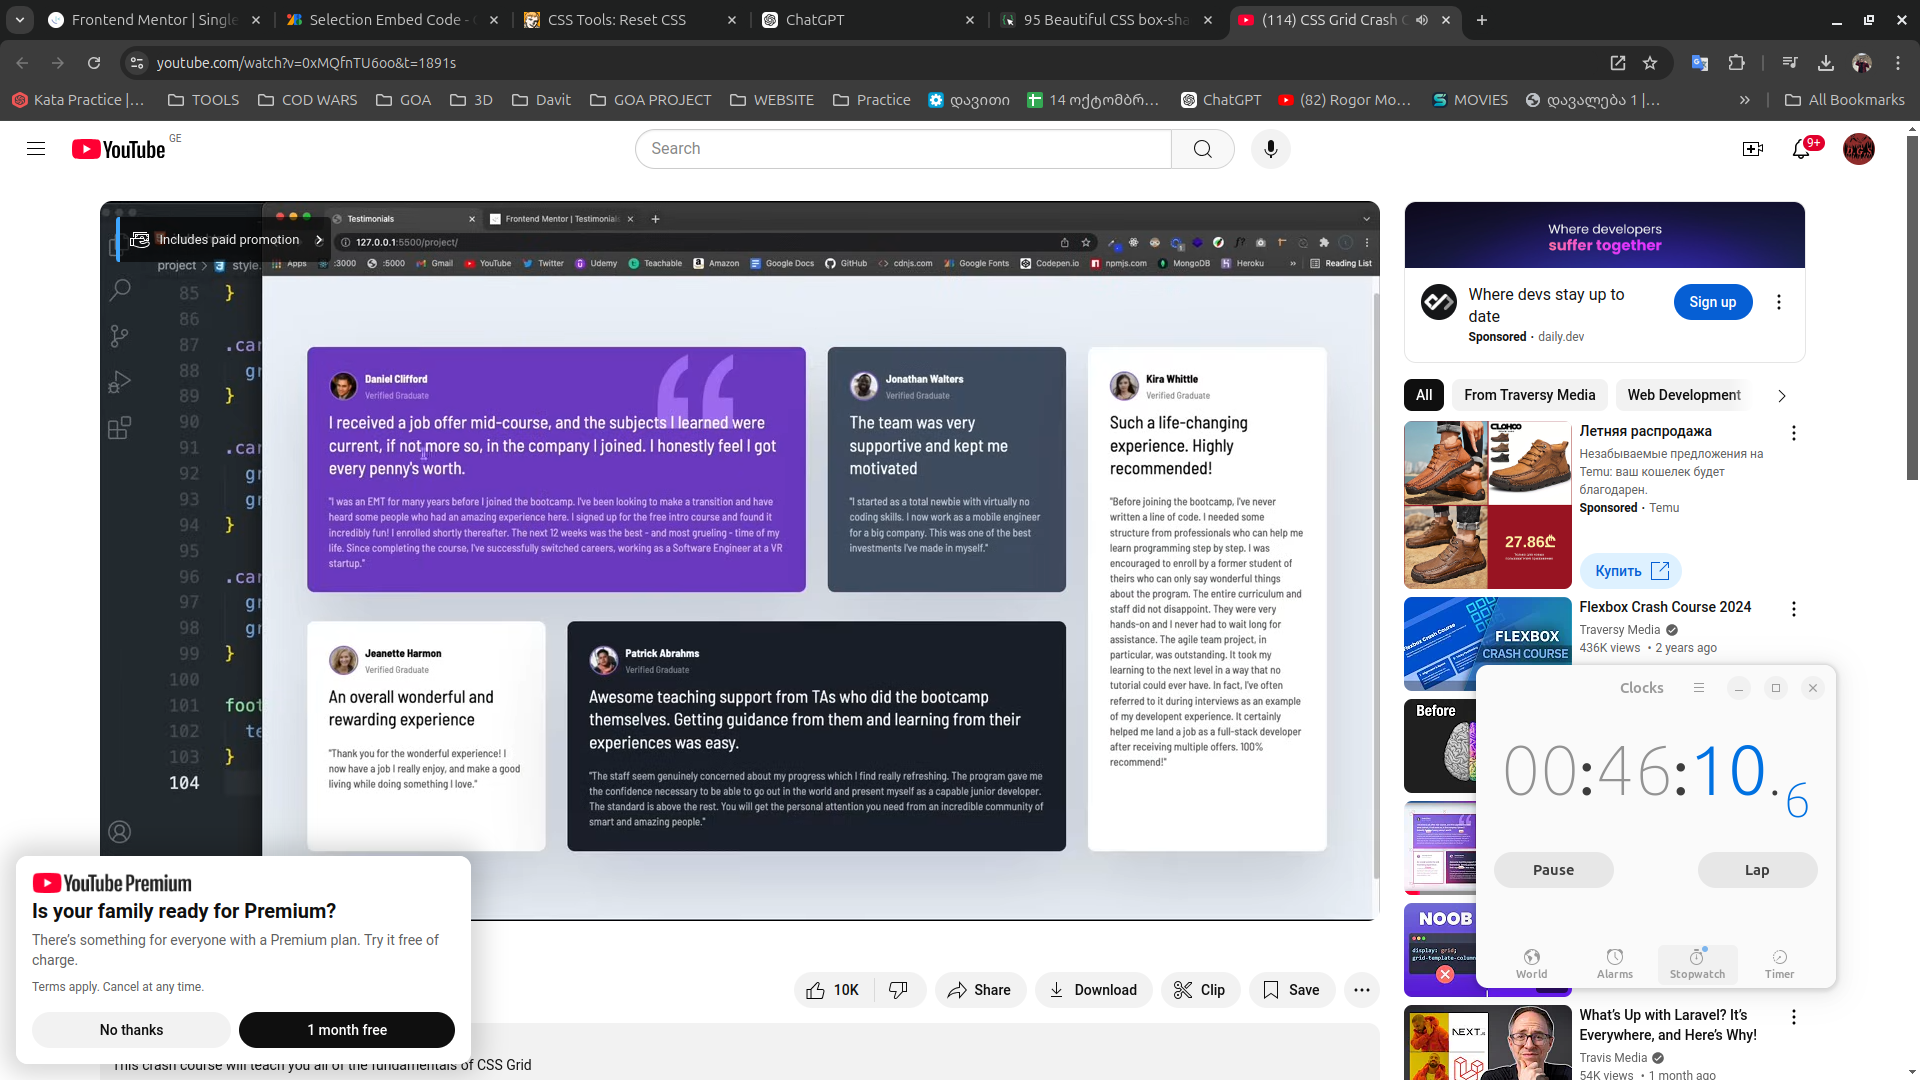 Frontend Mentor | Single
Selection Embed Code -
CSS Tools: Reset CSS
ChatGPT
95 Beautiful CSS box-sha
(114) CSS Grid Crash C
youtube.com/watch?v=0xMQfnTU6oo&t=1891s
Kata Practice |...
TOOLS
COD WARS
GOA
3D
Davit
GOA PROJECT
WEBSITE
Practice
დავითი
14 ოქტომბრ...
ChatGPT
(82) Rogor Mo...
MOVIES
დავალება 1 |...
»
All Bookmarks
YouTube
GE
Search
9+
Testimonials
Frontend Mentor | Testimonials
Includes paid promotion
127.0.0.1:5500/project/
project > style.
Apps
:3000
:5000
Gmail
YouTube
Twitter
Udemy
Teachable
Amazon
Google Docs
GitHub
cdnjs.com
Google Fonts
Codepen.io
npmjs.com
MongoDB
Heroku
»
Reading List
85 }
86
87 .car
88 gr
89 }
90
91 .car
92 gr
93 gr
94 }
95
96 .car
97 gr
98 gr
99 }
100
101 foot
102 te
103 }
104
Daniel Clifford
Verified Graduate
I received a job offer mid-course, and the subjects I learned were
current, if not more so, in the company I joined. I honestly feel I got
every penny's worth.
"I was an EMT for many years before I joined the bootcamp. I've been looking to make a transition and have
heard some people who had an amazing experience here. I signed up for the free intro course and found it
incredibly fun! I enrolled shortly thereafter. The next 12 weeks was the best - and most grueling - time of my
life. Since completing the course, I've successfully switched careers, working as a Software Engineer at a VR
startup."
Jonathan Walters
Verified Graduate
The team was very
supportive and kept me
motivated
"I started as a total newbie with virtually no
coding skills. I now work as a mobile engineer
for a big company. This was one of the best
investments I've made in myself."
Kira Whittle
Verified Graduate
Such a life-changing
experience. Highly
recommended!
"Before joining the bootcamp, I've never
written a line of code. I needed some
structure from professionals who can help me
learn programming step by step. I was
encouraged to enroll by a former student of
theirs who can only say wonderful things
about the program. The entire curriculum and
staff did not disappoint. They were very
hands-on and I never had to wait long for
assistance. The agile team project, in
particular, was outstanding. It took my
learning to the next level in a way that no
tutorial could ever have. In fact, I've often
referred to it during interviews as an example
of my developent experience. It certainly
helped me land a job as a full-stack developer
after receiving multiple offers. 100%
recommend!"
Jeanette Harmon
Verified Graduate
An overall wonderful and
rewarding experience
"Thank you for the wonderful experience! I
now have a job I really enjoy, and make a good
living while doing something I love."
Patrick Abrahms
Verified Graduate
Awesome teaching support from TAs who did the bootcamp
themselves. Getting guidance from them and learning from their
experiences was easy.
"The staff seem genuinely concerned about my progress which I find really refreshing. The program gave me
the confidence necessary to be able to go out in the world and present myself as a capable junior developer.
The standard is above the rest. You will get the personal attention you need from an incredible community of
smart and amazing people."
YouTube Premium
Is your family ready for Premium?
There's something for everyone with a Premium plan. Try it free of
charge.
Terms apply. Cancel at any time.
No thanks
1 month free
10K
Share
Download
Clip
Save
This crash course will teach you all of the fundamentals of CSS Grid
Where developers
suffer together
Where devs stay up to
date
Sponsored · daily.dev
Sign up
All
From Traversy Media
Web Development
CLOHOO
Летняя распродажа
Незабываемые предложения на
Temu: ваш кошелек будет
благодарен.
Sponsored · Temu
27.86₾
Купить
FLEXBOX
CRASH COURSE
Flexbox Crash Course 2024
Traversy Media
436K views • 2 years ago
Before
Clocks
00:46:10.6
Pause
Lap
World
Alarms
Stopwatch
Timer
NOOB
display: grid;
grid-template-column
NEXT.js
What's Up with Laravel? It's
Everywhere, and Here's Why!
Travis Media
54K views • 1 month ago